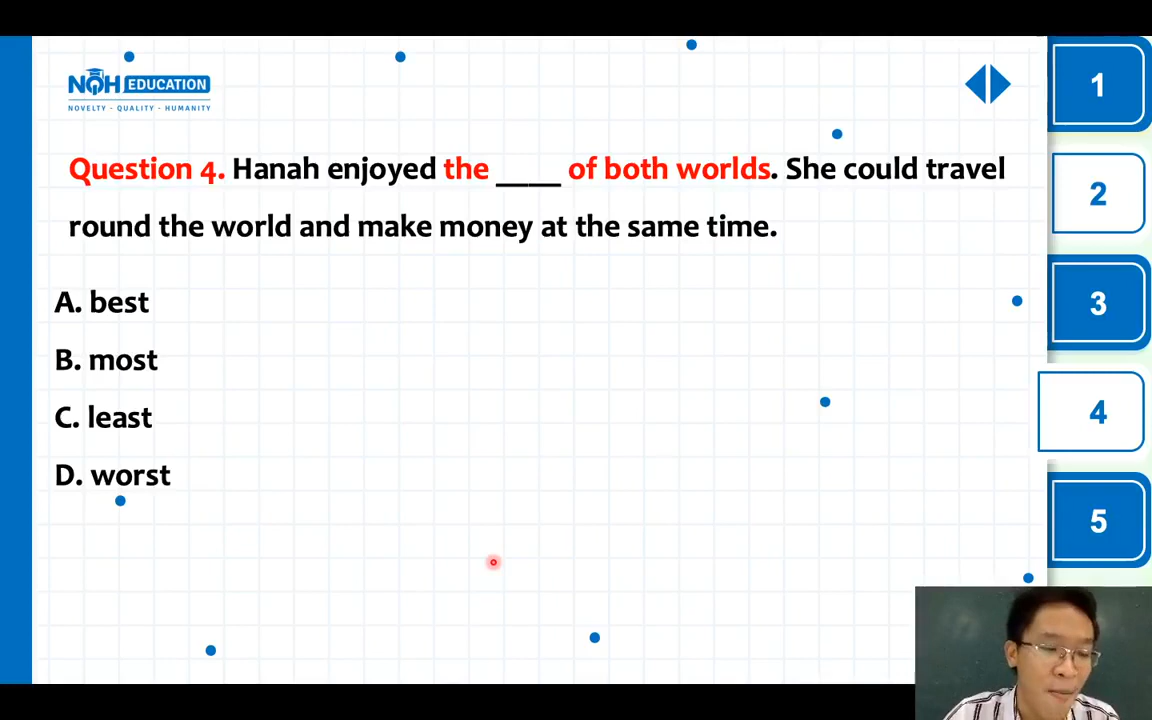 NQH EDUCATION
NOVELTY - QUALITY - HUMANITY
Question 4. Hanah enjoyed the ____ of both worlds. She could travel
round the world and make money at the same time.
A. best
B. most
C. least
D. worst
1
2
3
4
5